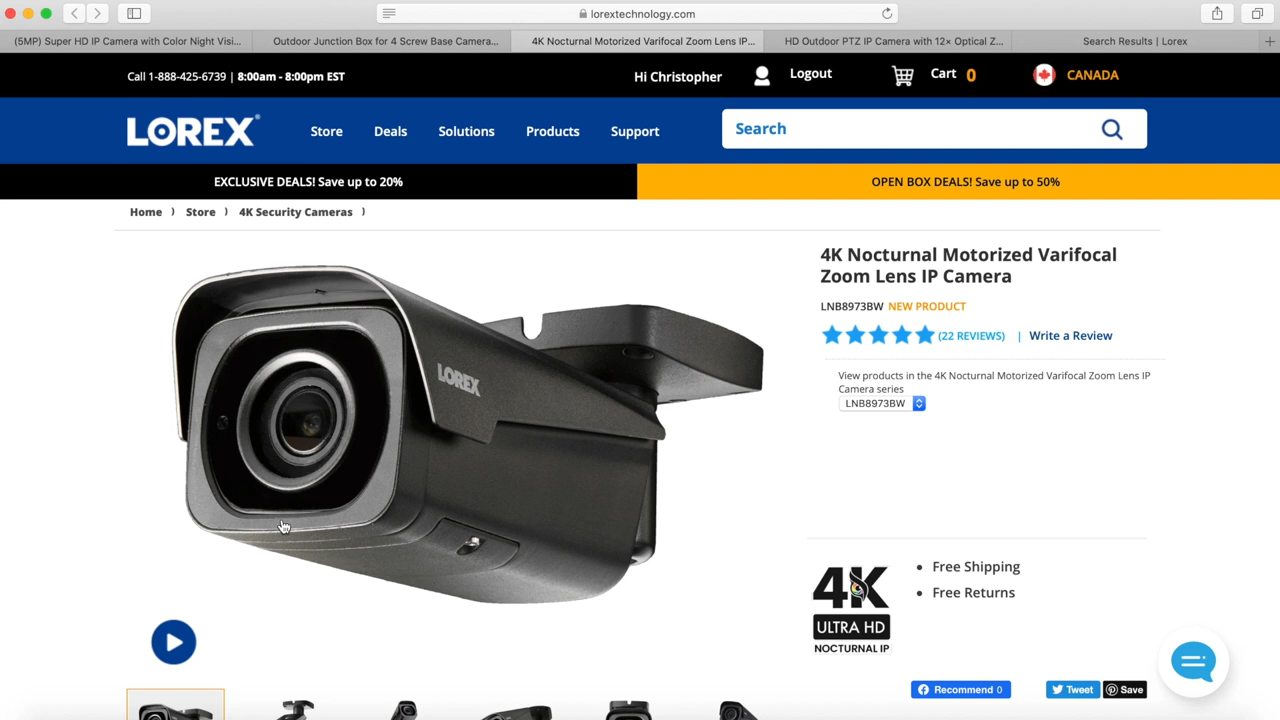 lorextechnology.com
(5MP) Super HD IP Camera with Color Night Visi...
Outdoor Junction Box for 4 Screw Base Camera...
4K Nocturnal Motorized Varifocal Zoom Lens IP...
HD Outdoor PTZ IP Camera with 12× Optical Z...
Search Results | Lorex
Call 1-888-425-6739 | 8:00am - 8:00pm EST
Hi Christopher
Logout
Cart 0
CANADA
LOREX
Store
Deals
Solutions
Products
Support
Search
EXCLUSIVE DEALS! Save up to 20%
OPEN BOX DEALS! Save up to 50%
Home ) Store ) 4K Security Cameras )
4K Nocturnal Motorized Varifocal
Zoom Lens IP Camera
LNB8973BW NEW PRODUCT
(22 REVIEWS) | Write a Review
View products in the 4K Nocturnal Motorized Varifocal Zoom Lens IP
Camera series
LNB8973BW
LOREX
4K
ULTRA HD
NOCTURNAL IP
• Free Shipping
• Free Returns
Recommend 0
Tweet
Save